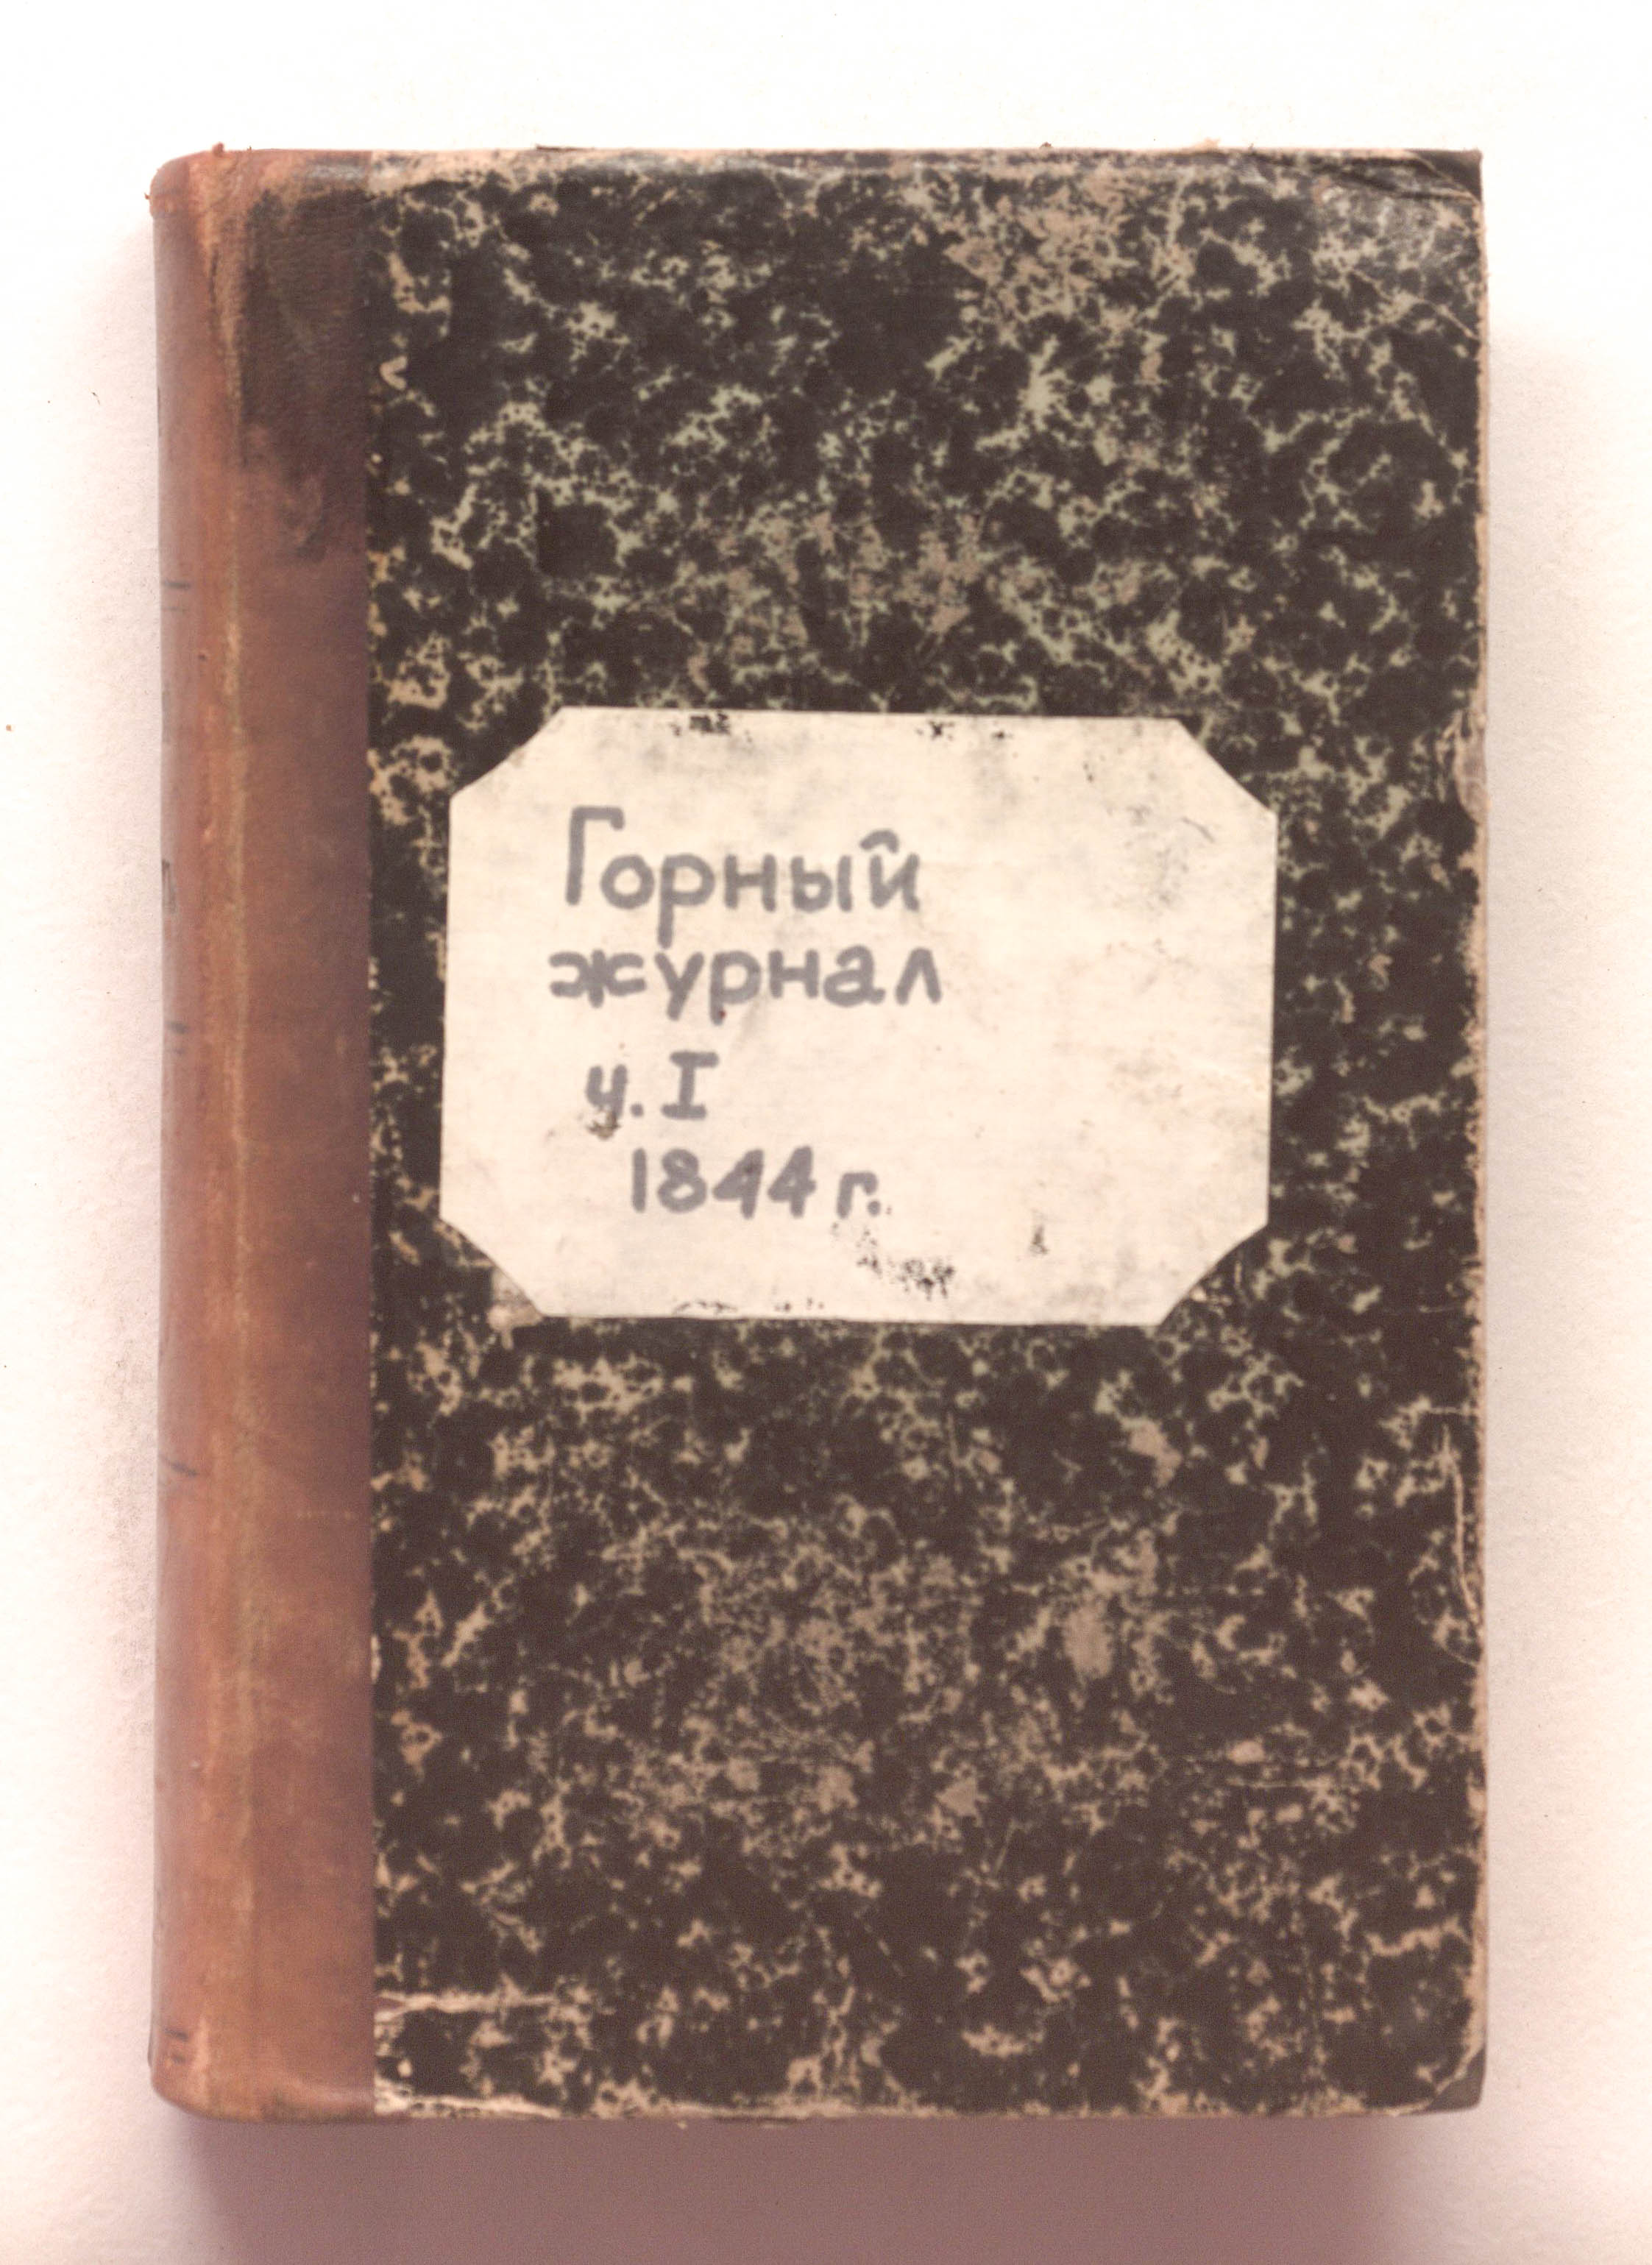 Горный
журнал
ч. I
1844 г.